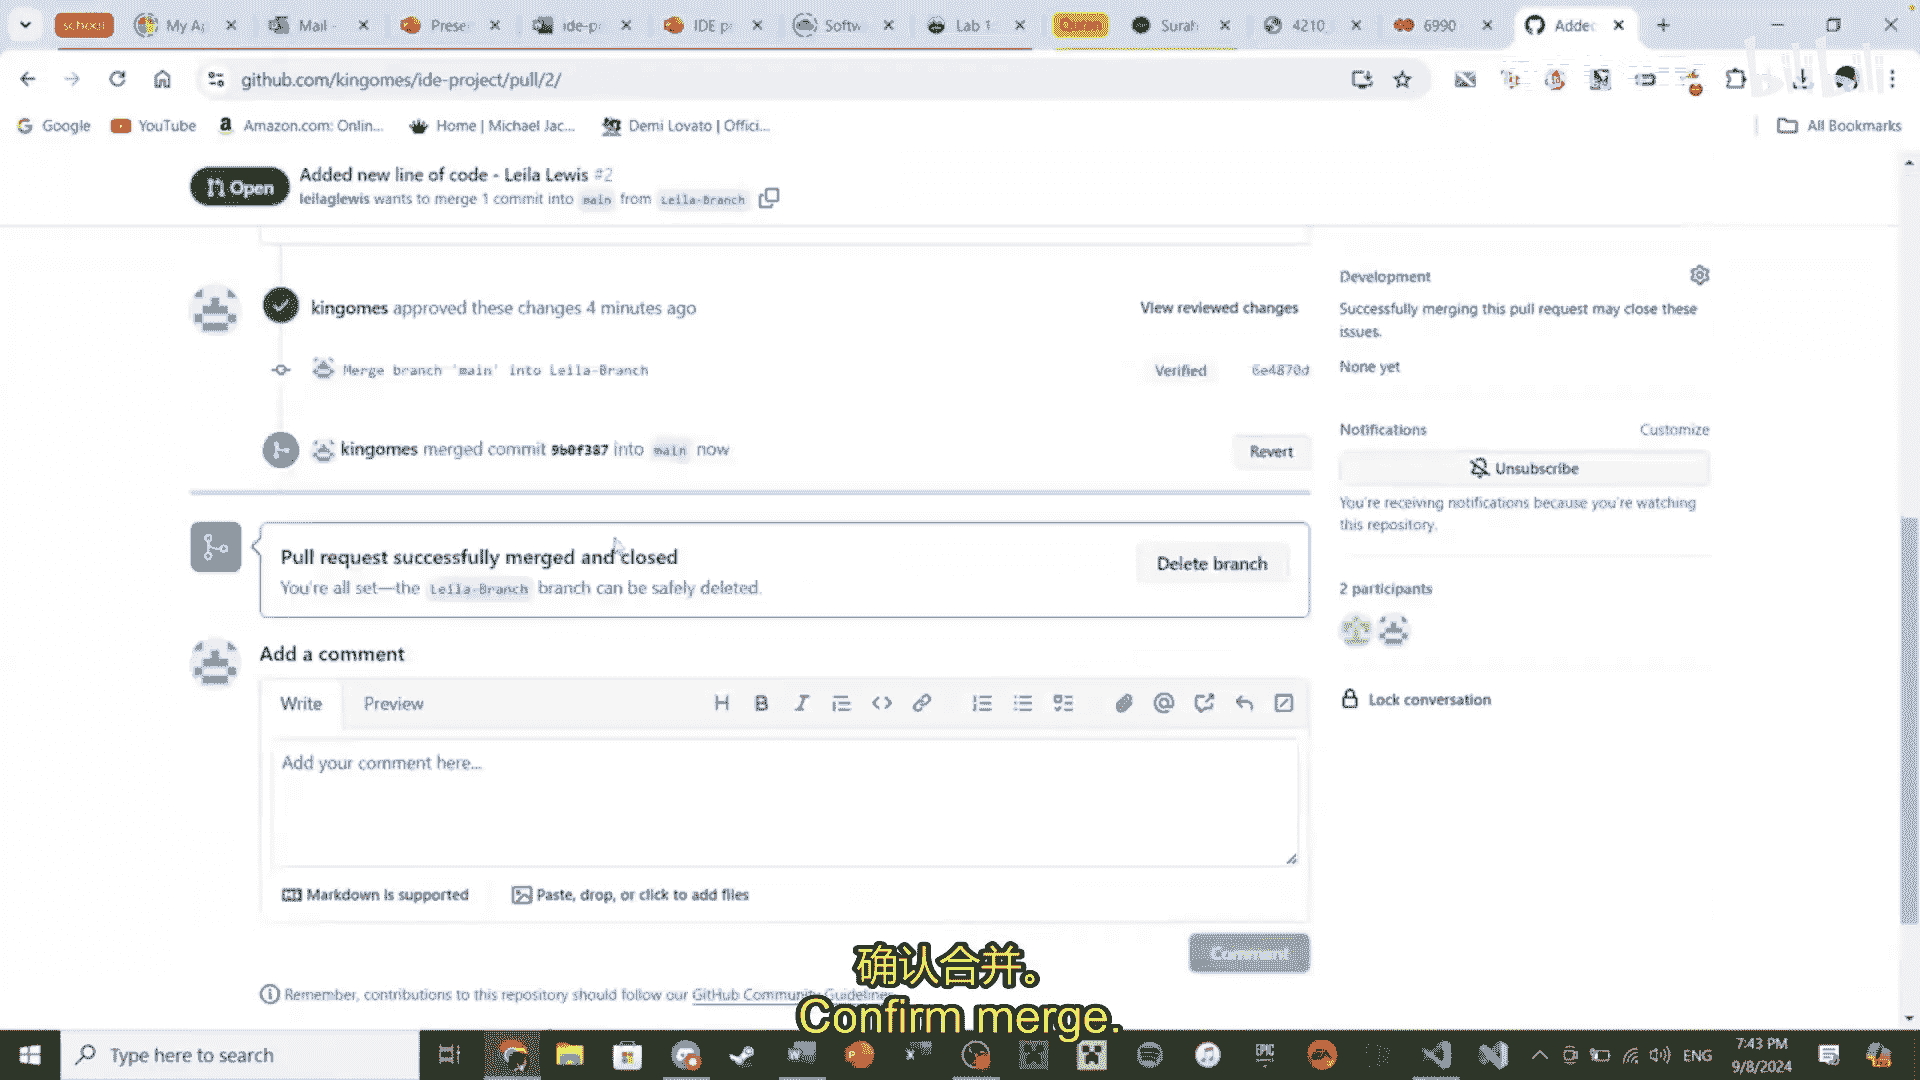 school
My A
Mail -
Prese
ide-p
IDE p
Softw
Lab 1
Quran
Surah
4210
6990
Added
github.com/kingomes/ide-project/pull/2/
bilibili
Google
YouTube
Amazon.com: Onlin...
Home | Michael Jac...
Demi Lovato | Offici...
All Bookmarks
Open
Added new line of code - Leila Lewis #2
leilaglewis wants to merge 1 commit into main from Leila-Branch
kingomes approved these changes 4 minutes ago
View reviewed changes
Merge branch 'main' into Leila-Branch
Verified
6e4870d
kingomes merged commit 9b0f387 into main now
Revert
Pull request successfully merged and closed
You're all set—the Leila-Branch branch can be safely deleted.
Delete branch
Add a comment
Write
Preview
Add your comment here...
Markdown is supported
Paste, drop, or click to add files
Comment
Remember, contributions to this repository should follow our GitHub Community Guidelines
Development
Successfully merging this pull request may close these
issues.
None yet
Notifications
Customize
Unsubscribe
You're receiving notifications because you're watching
this repository.
2 participants
Lock conversation
确认合并。
Confirm merge.
Type here to search
EPIC
EA
ENG
7:43 PM
9/8/2024